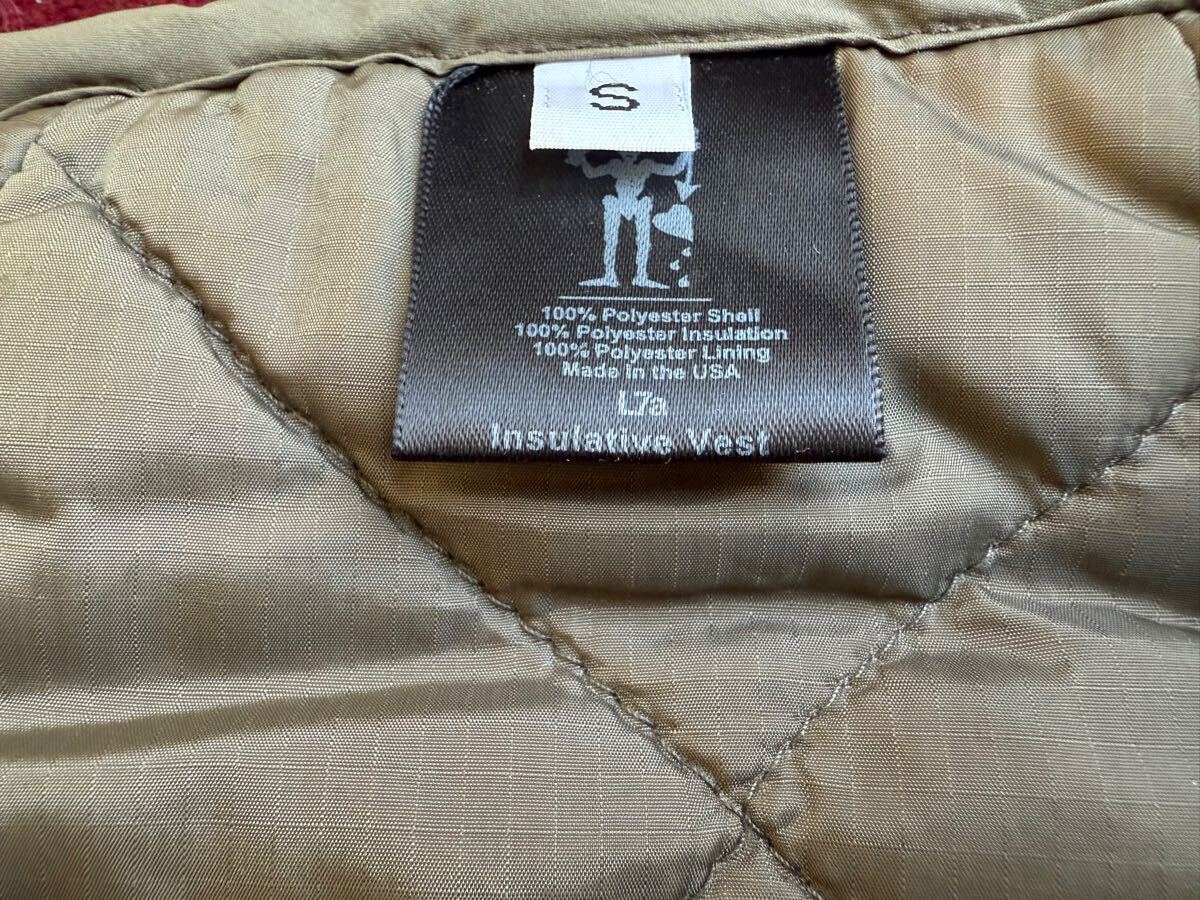 S
100% Polyester Shell
100% Polyester Insulation
100% Polyester Lining
Made in the USA
L7a
Insulative Vest